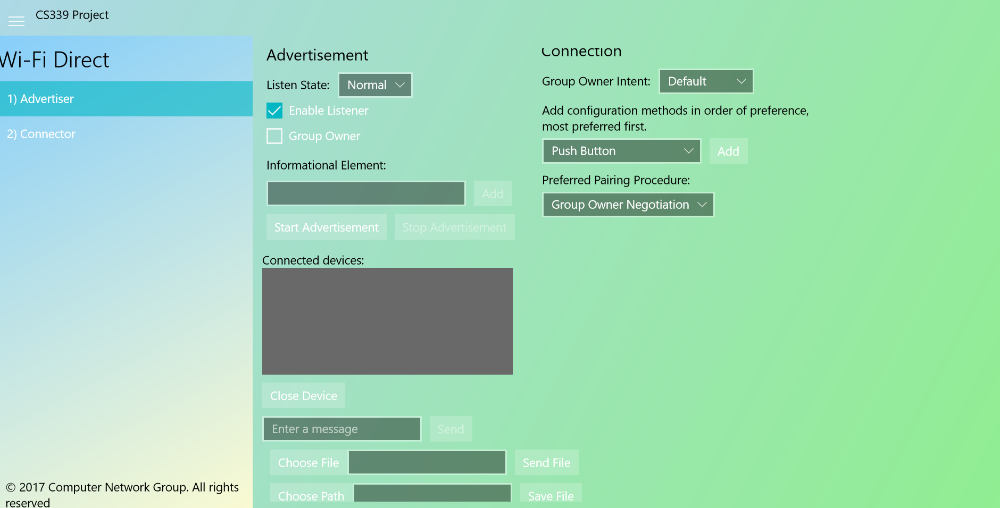 CS339 Project
Wi-Fi Direct
1) Advertiser
2) Connector
© 2017 Computer Network Group. All rights
reserved
Advertisement
Listen State: Normal
Enable Listener
Group Owner
Informational Element:
Add
Start Advertisement Stop Advertisement
Connected devices:
Close Device
Enter a message Send
Choose File Send File
Choose Path Save File
Connection
Group Owner Intent: Default
Add configuration methods in order of preference,
most preferred first.
Push Button Add
Preferred Pairing Procedure:
Group Owner Negotiation